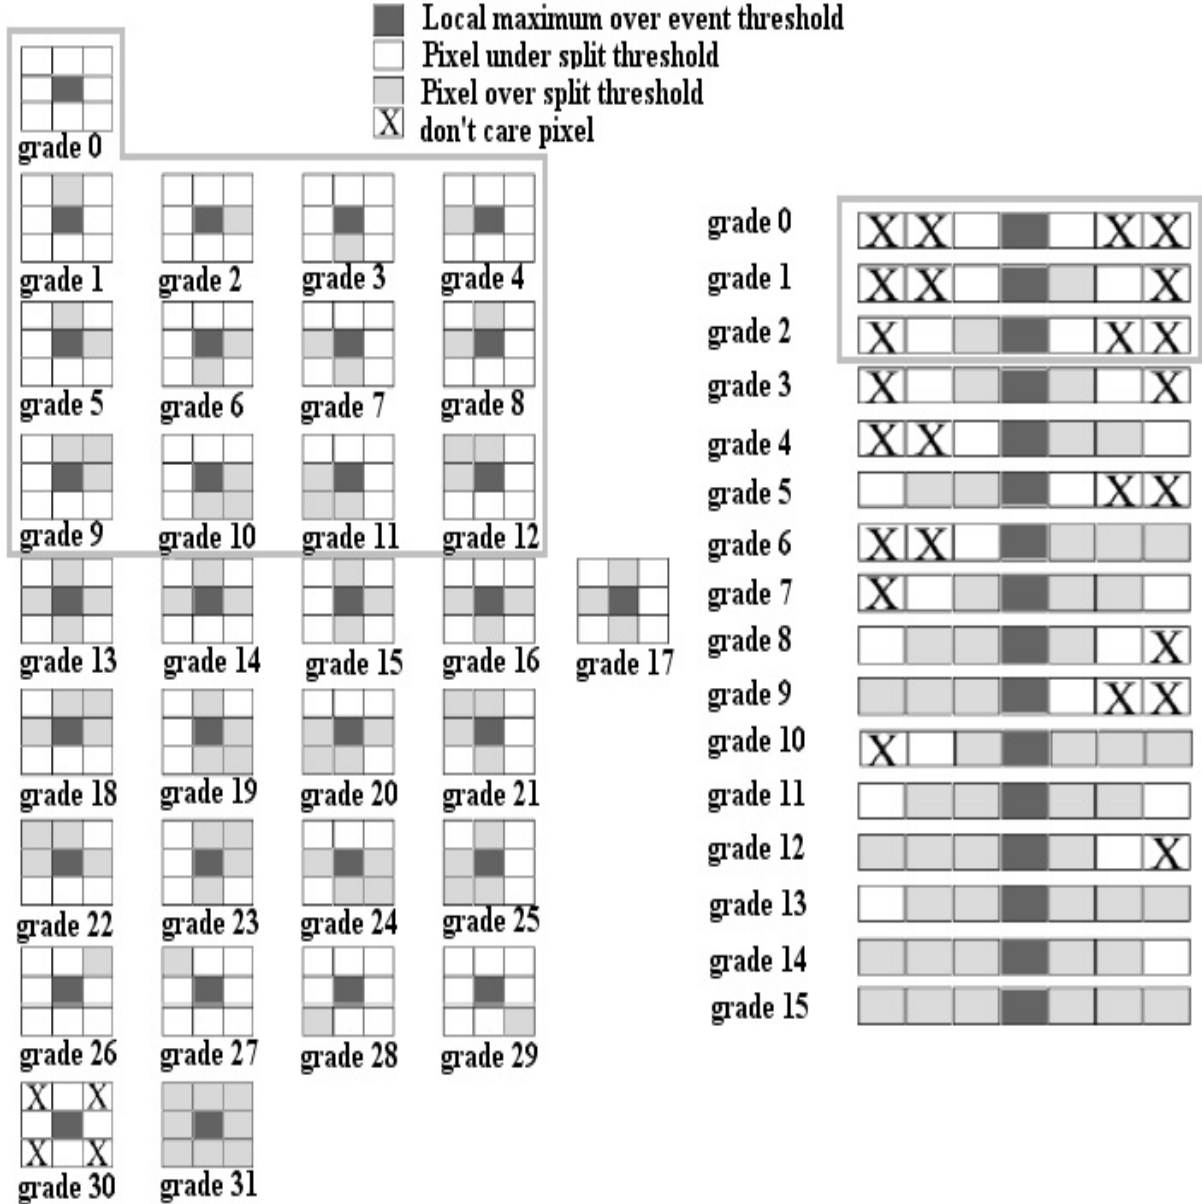 Local maximum over event threshold
Pixel under split threshold
Pixel over split threshold
X don't care pixel
grade 0
grade 1 grade 2 grade 3 grade 4
grade 5 grade 6 grade 7 grade 8
grade 9 grade 10 grade 11 grade 12
grade 13 grade 14 grade 15 grade 16 grade 17
grade 18 grade 19 grade 20 grade 21
grade 22 grade 23 grade 24 grade 25
grade 26 grade 27 grade 28 grade 29
X X
X X
grade 30 grade 31
grade 0 X X X X
grade 1 X X X
grade 2 X X X
grade 3 X X
grade 4 X X
grade 5 X X
grade 6 X X
grade 7 X
grade 8 X
grade 9 X X
grade 10 X
grade 11
grade 12 X
grade 13
grade 14
grade 15